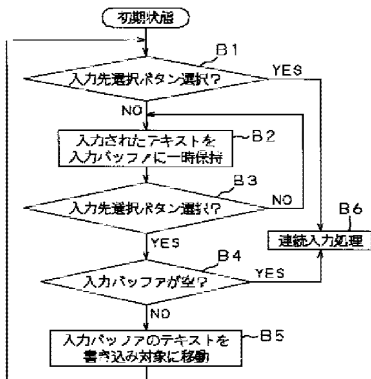 初期状態
B1
入力先選択ボタン選択?
YES
NO
B2
入力されたテキストを
入力バッファに一時保持
B3
入力先選択ボタン選択?
NO
B6
YES
連続入力処理
B4
入力バッファが空?
YES
NO
B5
入力バッファのテキストを
書き込み対象に移動